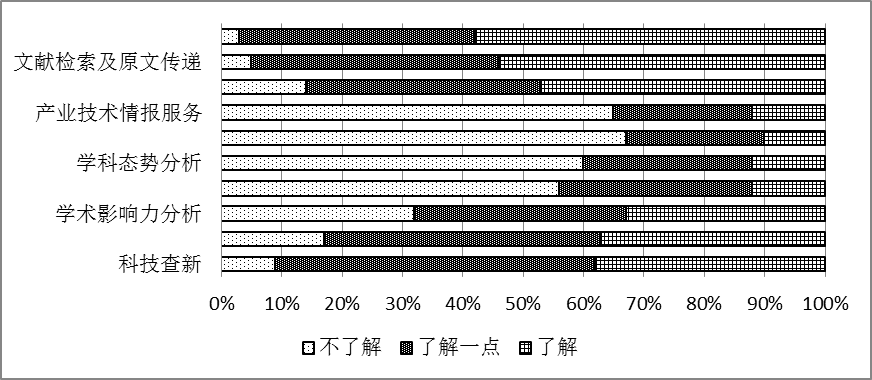 文献检索及原文传递
产业技术情报服务
学科态势分析
学术影响力分析
科技查新
0% 10% 20% 30% 40% 50% 60% 70% 80% 90% 100%
不了解 了解一点 了解